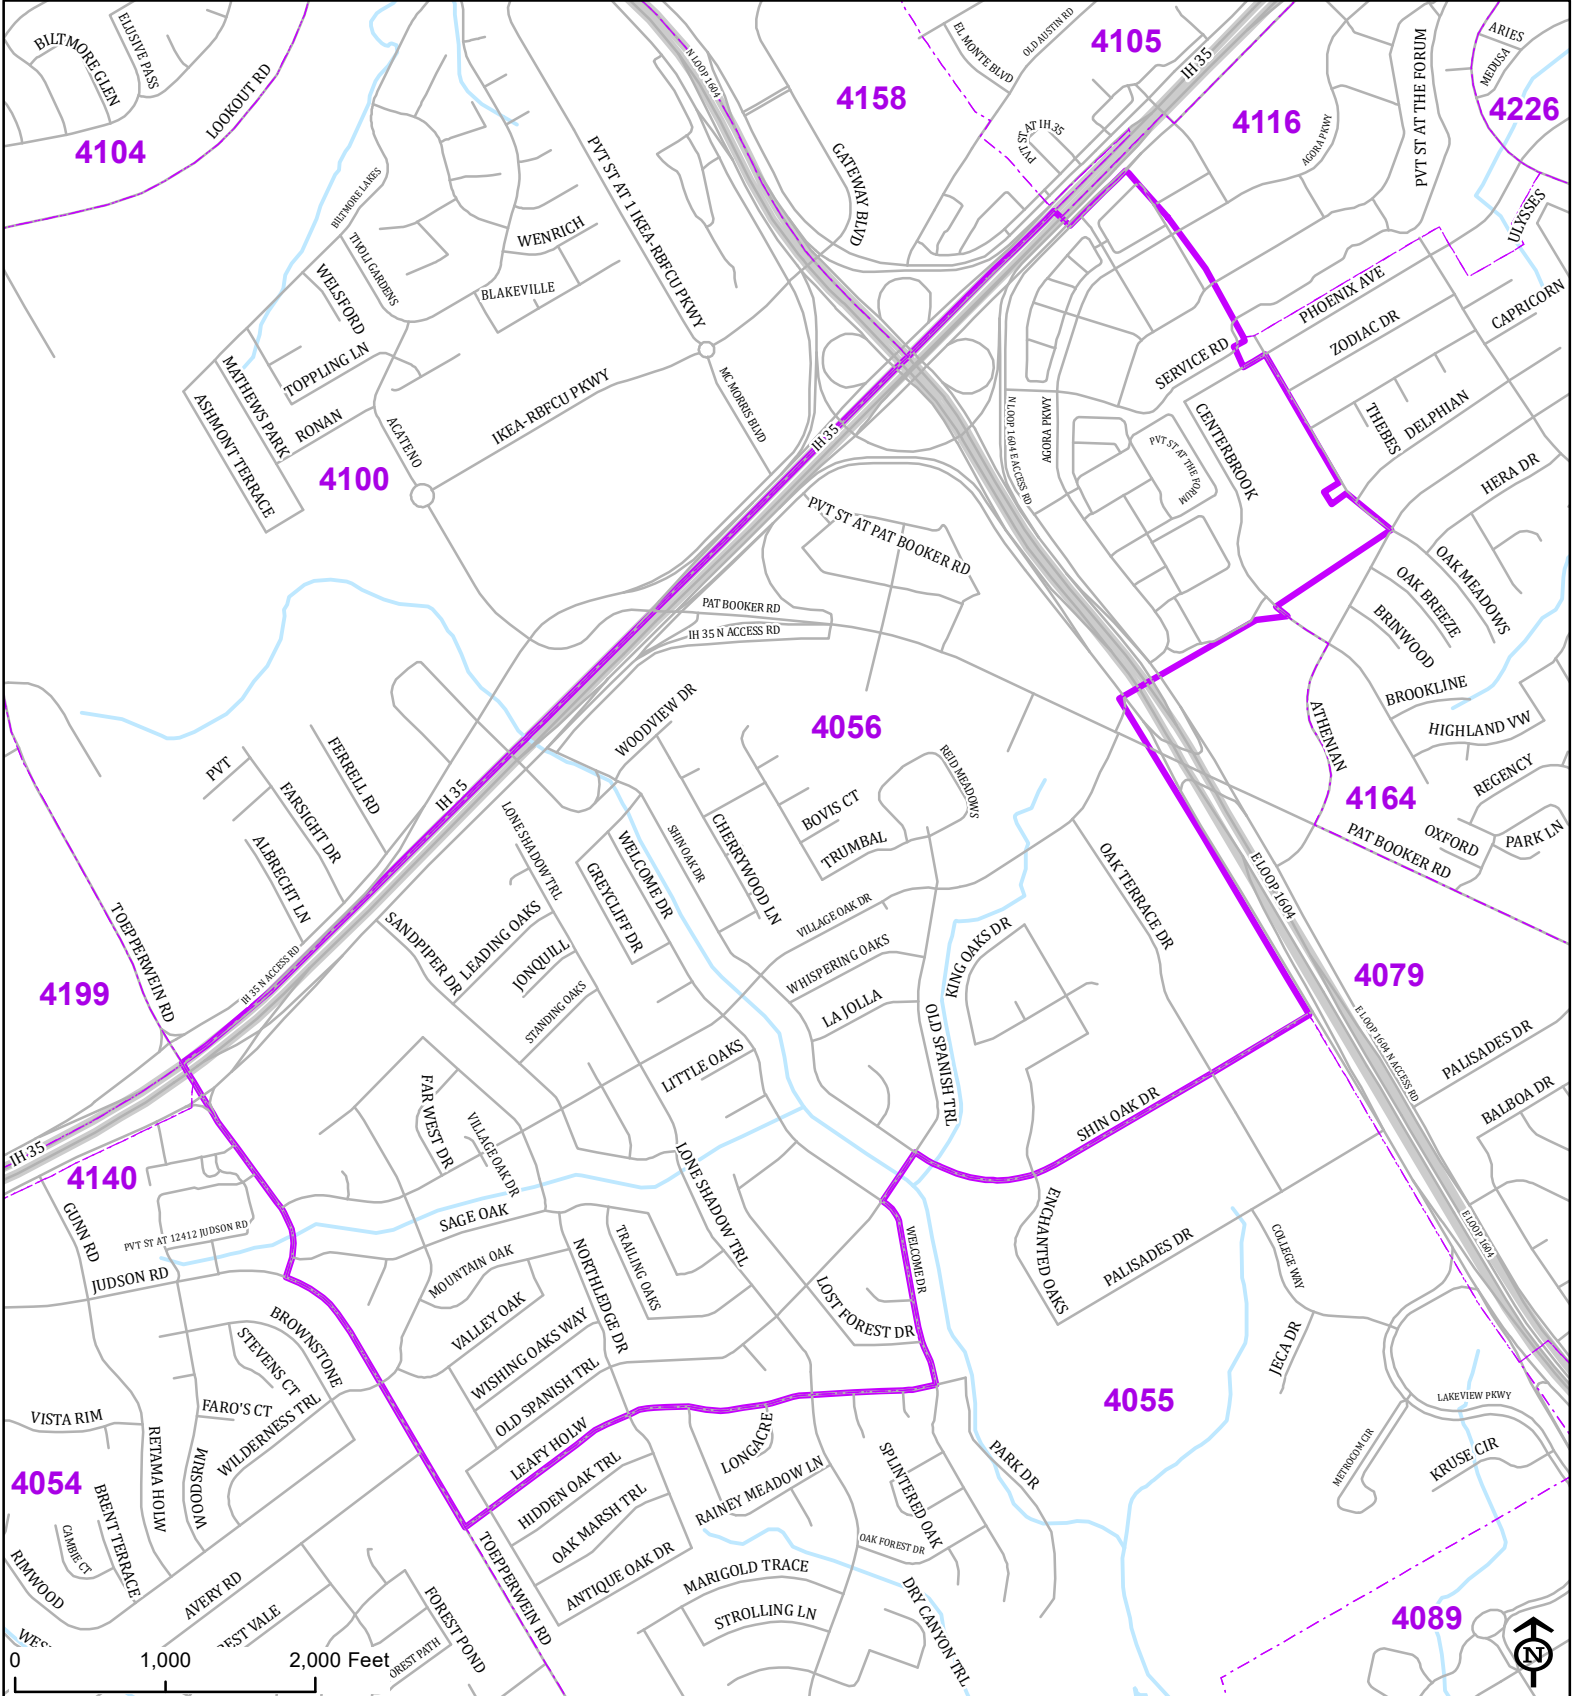 BILTMORE GLEN
ELUSIVE PASS
LOOKOUT RD
4104
N LOOP 1604
4158
EL MONTE BLVD
OLD AUSTIN RD
4105
IH 35
4116
AGORA PKWY
PVT ST AT THE FORUM
ARIES
MEDUSA
4226
ULYSSES
PVT ST AT IH 35
GATEWAY BLVD
PVT ST AT 1 IKEA-RBFCU PKWY
BILTMORE LAKES
TIVOLI GARDENS
WENRICH
WELSFORD
BLAKEVILLE
TOPPLING LN
MATHEWS PARK
ASHMONT TERRACE
RONAN
ACATENO
IKEA-RBFCU PKWY
MC MORRIS BLVD
4100
IH 35
PHOENIX AVE
ZODIAC DR
CAPRICORN
SERVICE RD
THEBES
DELPHIAN
HERA DR
CENTERBROOK
N LOOP 1604 E ACCESS RD
AGORA PKWY
PVT ST AT THE FORUM
PVT ST AT PAT BOOKER RD
PAT BOOKER RD
IH 35 N ACCESS RD
OAK MEADOWS
OAK BREEZE
BRINWOOD
BROOKLINE
HIGHLAND VW
ATHENIAN
REGENCY
4164
OXFORD
PARK LN
PAT BOOKER RD
4056
WOODVIEW DR
REID MEADOWS
BOVIS CT
TRUMBAL
CHERRYWOOD LN
SHIN OAK DR
WELCOME DR
GREYCLIFF DR
LONE SHADOW TRL
PVT
FERRELL RD
FARSIGHT DR
ALBRECHT LN
IH 35
TOEPPERWEIN RD
4199
IH 35 N ACCESS RD
SANDPIPER DR
LEADING OAKS
JONQUILL
STANDING OAKS
VILLAGE OAK DR
WHISPERING OAKS
LA JOLLA
KING OAKS DR
OLD SPANISH TRL
OAK TERRACE DR
E LOOP 1604
4079
E LOOP 1604 N ACCESS RD
PALISADES DR
BALBOA DR
LITTLE OAKS
SHIN OAK DR
FAR WEST DR
VILLAGE OAK DR
IH 35
4140
GUNN RD
PVT ST AT 12412 JUDSON RD
JUDSON RD
SAGE OAK
MOUNTAIN OAK
NORTHLEDGE DR
TRAILING OAKS
LONE SHADOW TRL
WELCOME DR
LOST FOREST DR
ENCHANTED OAKS
PALISADES DR
COLLEGE WAY
E LOOP 1604
JECA DR
BROWNSTONE
STEVENS CT
VALLEY OAK
WISHING OAKS WAY
OLD SPANISH TRL
FARO'S CT
WILDERNESS TRL
VISTA RIM
RETAMA HOLW
WOODSRIM
4054
BRENT TERRACE
CAMBIE CT
RIMWOOD
LEAFY HOLW
HIDDEN OAK TRL
OAK MARSH TRL
ANTIQUE OAK DR
LONGACRE
RAINEY MEADOW LN
SPLINTERED OAK
OAK FOREST DR
PARK DR
4055
LAKEVIEW PKWY
METROCOM CIR
KRUSE CIR
AVERY RD
FOREST POND
TOEPPERWEIN RD
MARIGOLD TRACE
STROLLING LN
DRY CANYON TRL
4089
WES
EST VALE
OREST PATH
0 1,000 2,000 Feet
N